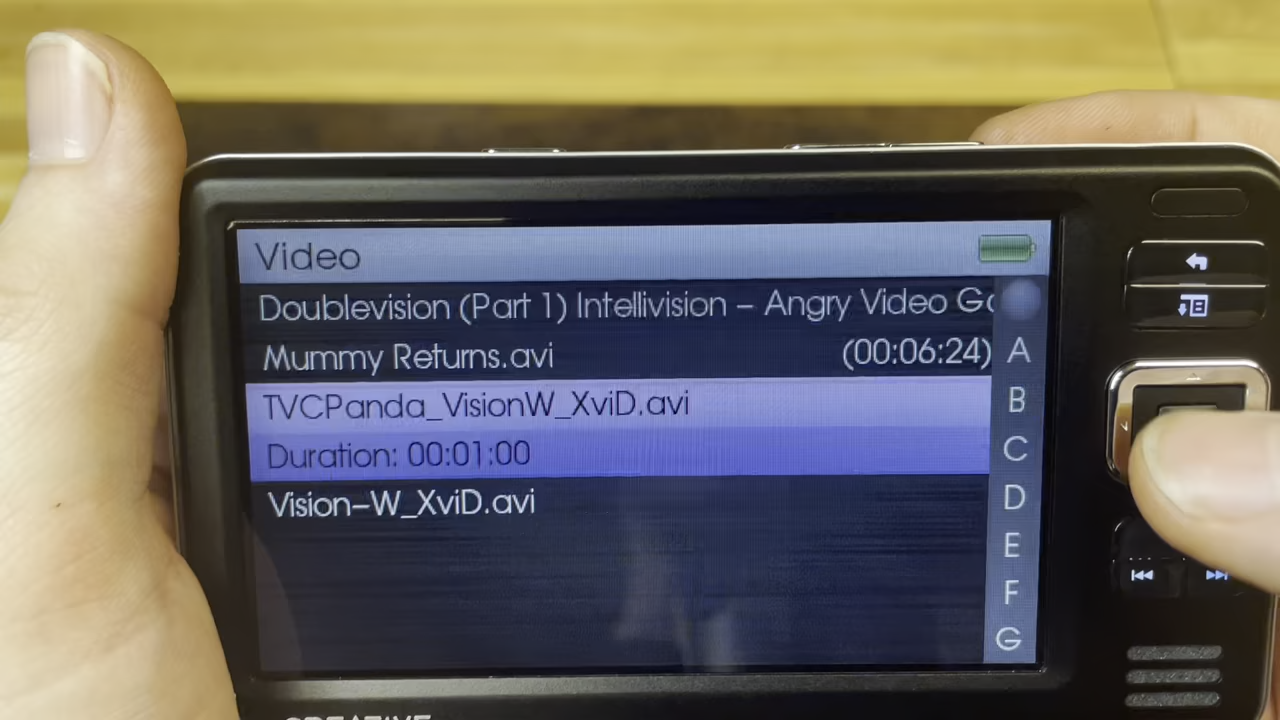 Video
Doublevision (Part 1) Intellivision – Angry Video
Mummy Returns.avi (00:06:24)
TVCPanda_VisionW_XviD.avi
Duration: 00:01:00
Vision–W_XviD.avi
A
B
C
D
E
F
G
CREATIVE